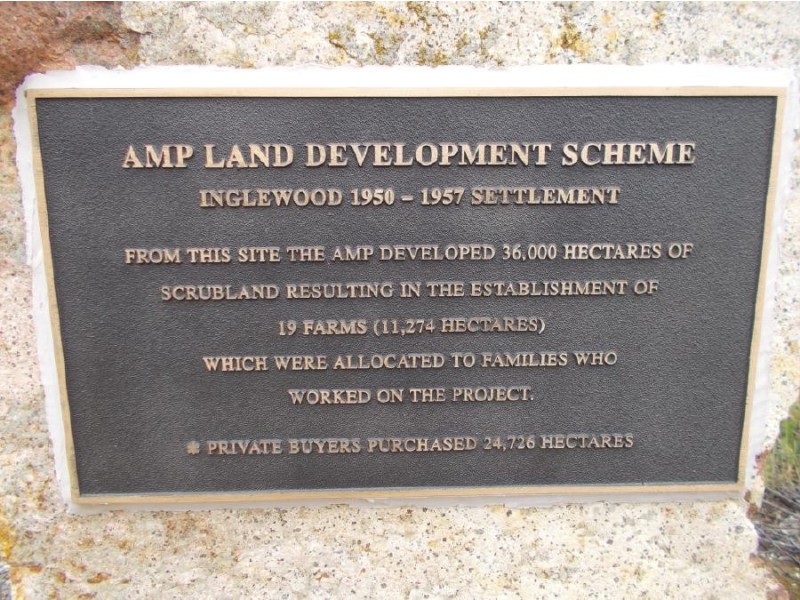 AMP LAND DEVELOPMENT SCHEME
INGLEWOOD 1950 - 1957 SETTLEMENT
FROM THIS SITE THE AMP DEVELOPED 36,000 HECTARES OF
SCRUBLAND RESULTING IN THE ESTABLISHMENT OF
19 FARMS (11,274 HECTARES)
WHICH WERE ALLOCATED TO FAMILIES WHO
WORKED ON THE PROJECT.
* PRIVATE BUYERS PURCHASED 24,726 HECTARES